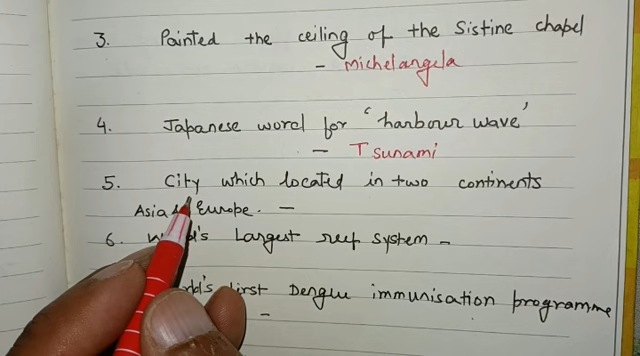 3. Painted the ceiling of the Sistine chapel
- Michelangela
4. Japanese word for 'harbour wave'
- Tsunami
5. City which located in two continents
Asia & Europe. -
6. World's Largest reef system -
first Dengue immunisation programme
-